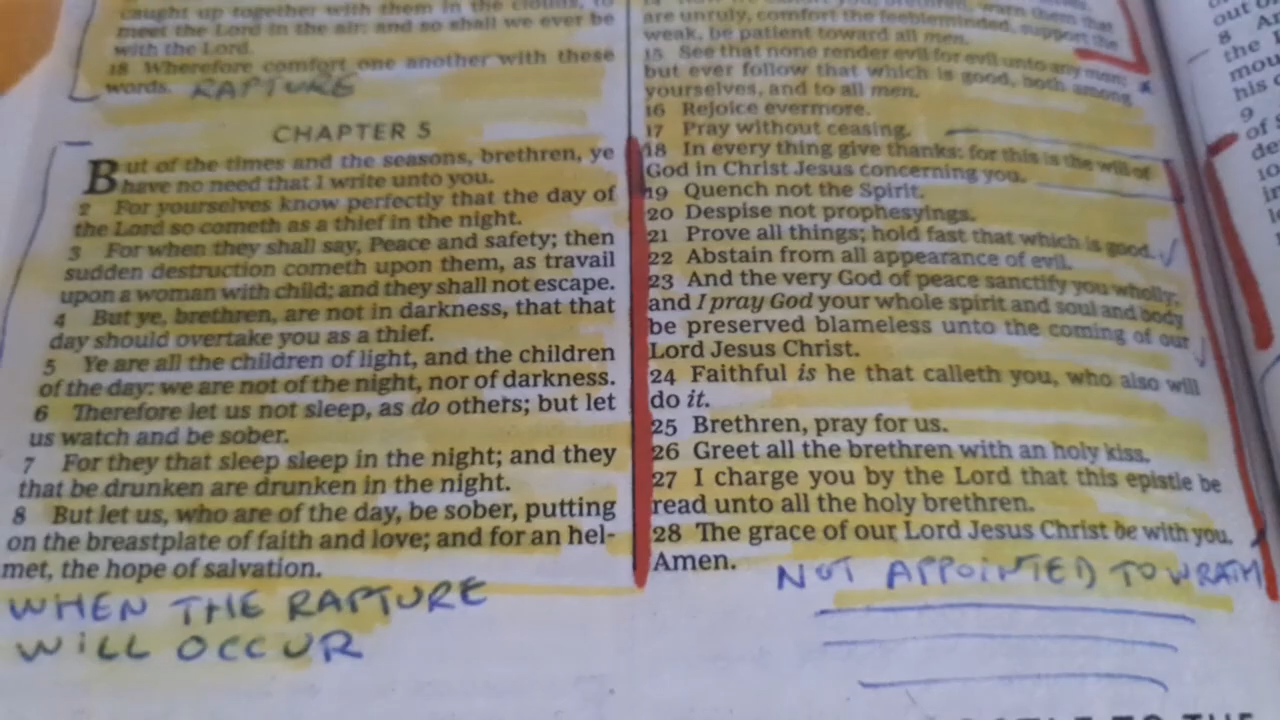 caught up together with them in the clouds, to
meet the Lord in the air: and so shall we ever be
with the Lord.
18 Wherefore comfort one another with these
words. RAPTURE
CHAPTER 5
But of the times and the seasons, brethren, ye
have no need that I write unto you.
2 For yourselves know perfectly that the day of
the Lord so cometh as a thief in the night.
3 For when they shall say, Peace and safety; then
sudden destruction cometh upon them, as travail
upon a woman with child; and they shall not escape.
4 But ye, brethren, are not in darkness, that that
day should overtake you as a thief.
5 Ye are all the children of light, and the children
of the day: we are not of the night, nor of darkness.
6 Therefore let us not sleep, as do others; but let
us watch and be sober.
7 For they that sleep sleep in the night; and they
that be drunken are drunken in the night.
8 But let us, who are of the day, be sober, putting
on the breastplate of faith and love; and for an hel-
met, the hope of salvation.
WHEN THE RAPTURE
WILL OCCUR
brethren, warn them that
are unruly, comfort the feebleminded, support the
weak, be patient toward all men.
15 See that none render evil for evil unto any man;
but ever follow that which is good, both among
yourselves, and to all men.
16 Rejoice evermore.
17 Pray without ceasing.
18 In every thing give thanks: for this is the will of
God in Christ Jesus concerning you.
19 Quench not the Spirit.
20 Despise not prophesyings.
21 Prove all things; hold fast that which is good.
22 Abstain from all appearance of evil.
23 And the very God of peace sanctify you wholly;
and I pray God your whole spirit and soul and body
be preserved blameless unto the coming of our
Lord Jesus Christ.
24 Faithful is he that calleth you, who also will
do it.
25 Brethren, pray for us.
26 Greet all the brethren with an holy kiss.
27 I charge you by the Lord that this epistle be
read unto all the holy brethren.
28 The grace of our Lord Jesus Christ be with you.
Amen.
NOT APPOINTED TO WRATH
TO THE
out of
8
the
mou
his
9
of
de
10
in